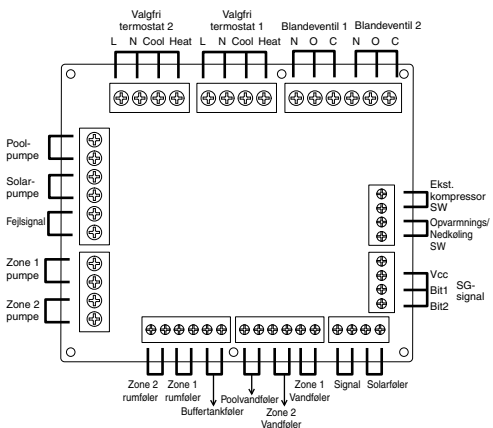 Valgfri
termostat 2
Valgfri
termostat 1
Blandeventil 1
Blandeventil 2
L N Cool Heat
L N Cool Heat
N O C
N O C
Pool-
pumpe
Solar-
pumpe
Fejlsignal
Zone 1
pumpe
Zone 2
pumpe
Ekst.
kompressor
SW
Opvarmnings/
Nedkøling
SW
Vcc
Bit1
Bit2
SG-
signal
Zone 2
rumføler
Zone 1
rumføler
Buffertankføler
Poolvandføler
Zone 2
Vandføler
Zone 1
Vandføler
Signal
Solarføler